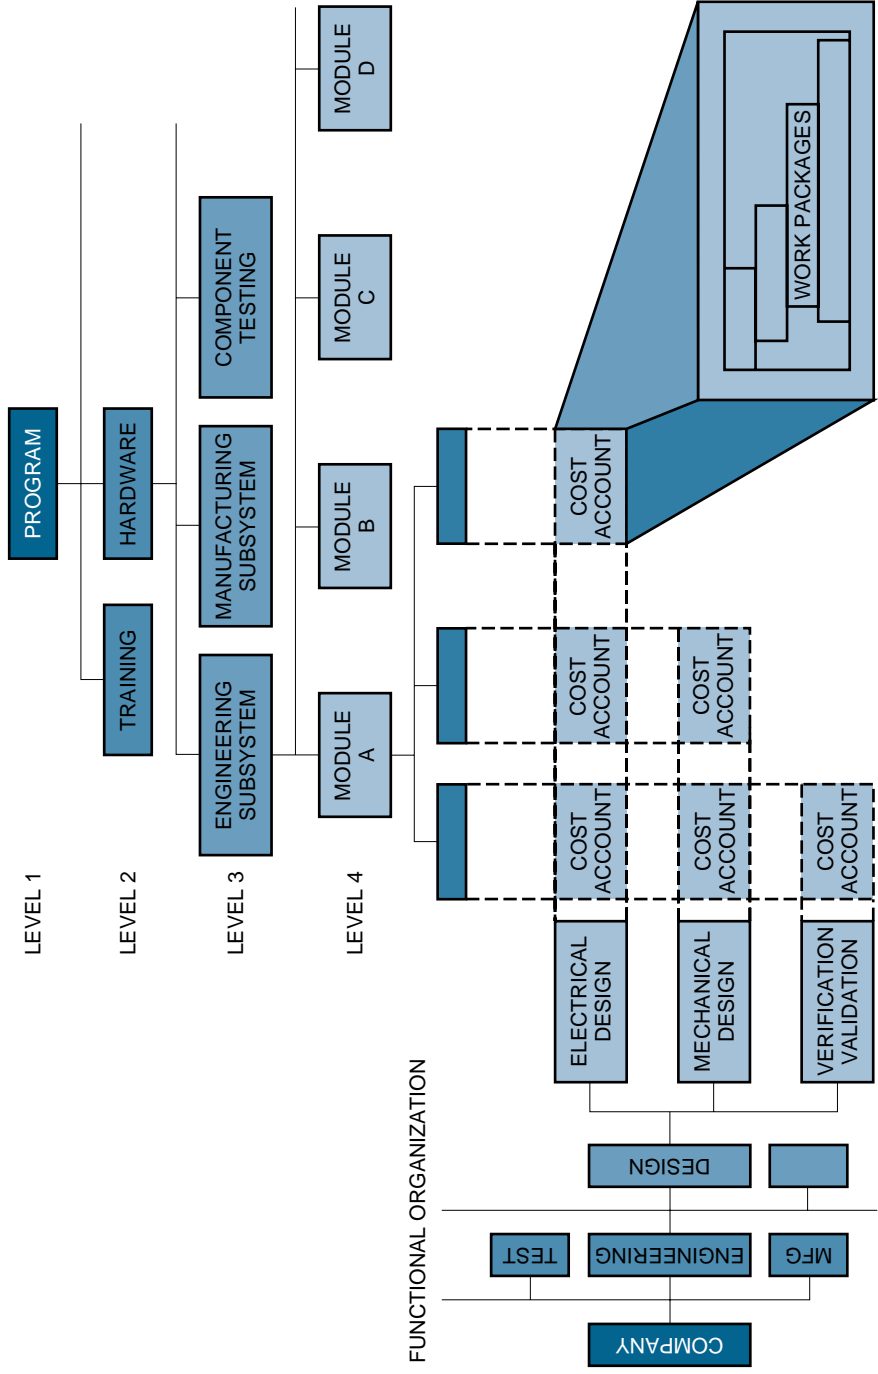 LEVEL 1
PROGRAM
LEVEL 2
TRAINING
HARDWARE
LEVEL 3
ENGINEERING
SUBSYSTEM
MANUFACTURING
SUBSYSTEM
COMPONENT
TESTING
LEVEL 4
MODULE
A
MODULE
B
MODULE
C
MODULE
D
FUNCTIONAL ORGANIZATION
COMPANY
TEST
ENGINEERING
MFG
DESIGN
ELECTRICAL
DESIGN
COST
ACCOUNT
COST
ACCOUNT
COST
ACCOUNT
MECHANICAL
DESIGN
COST
ACCOUNT
COST
ACCOUNT
VERIFICATION
VALIDATION
COST
ACCOUNT
WORK PACKAGES